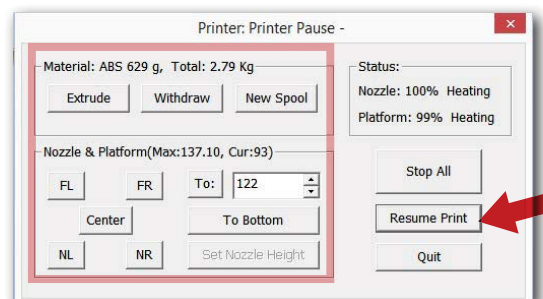 Printer: Printer Pause -
Material: ABS 629 g, Total: 2.79 Kg
Extrude Withdraw New Spool
Status:
Nozzle: 100% Heating
Platform: 99% Heating
Nozzle & Platform(Max:137.10, Cur:93)
FL FR To: 122
Center To Bottom
NL NR Set Nozzle Height
Stop All
Resume Print
Quit